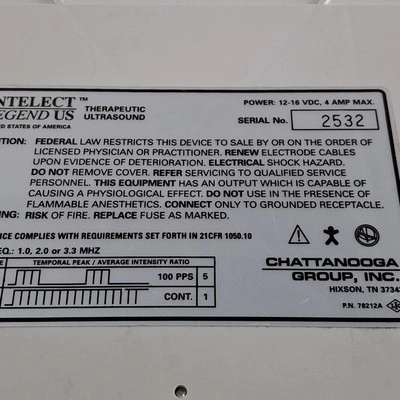 NTELECT™
EGEND US
THERAPEUTIC
ULTRASOUND
ED STATES OF AMERICA
POWER: 12-16 VDC, 4 AMP MAX.
SERIAL No. 2532
ION: FEDERAL LAW RESTRICTS THIS DEVICE TO SALE BY OR ON THE ORDER OF
LICENSED PHYSICIAN OR PRACTITIONER. RENEW ELECTRODE CABLES
UPON EVIDENCE OF DETERIORATION. ELECTRICAL SHOCK HAZARD.
DO NOT REMOVE COVER. REFER SERVICING TO QUALIFIED SERVICE
PERSONNEL. THIS EQUIPMENT HAS AN OUTPUT WHICH IS CAPABLE OF
CAUSING A PHYSIOLOGICAL EFFECT. DO NOT USE IN THE PRESENCE OF
FLAMMABLE ANESTHETICS. CONNECT ONLY TO GROUNDED RECEPTACLE.
ING: RISK OF FIRE. REPLACE FUSE AS MARKED.
ICE COMPLIES WITH REQUIREMENTS SET FORTH IN 21CFR 1050.10
EQ.: 1.0, 2.0 or 3.3 MHZ
TEMPORAL PEAK / AVERAGE INTENSITY RATIO
100 PPS 5
CONT. 1
CHATTANOOGA
GROUP, INC.
HIXSON, TN 37343
P.N. 78212A